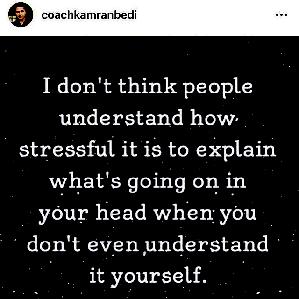 coachkamranbedi
I don't think people
understand how
stressful it is to explain
what's going on in
your head when you
don't even understand
it yourself.